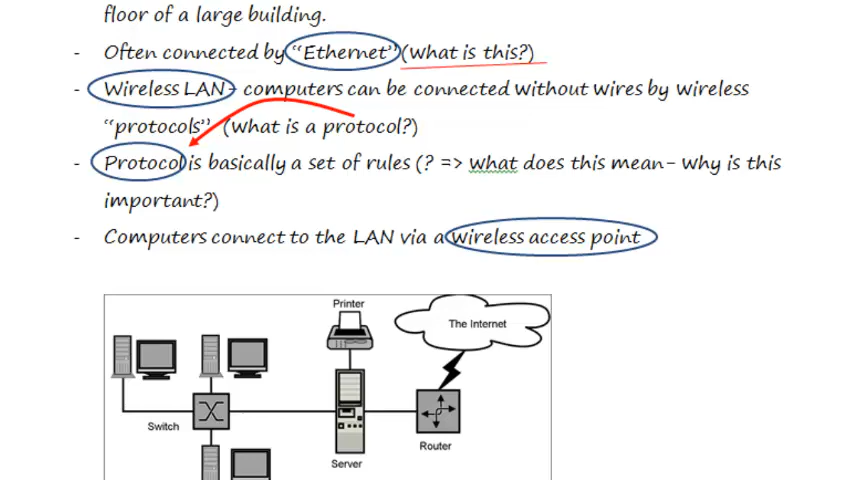 floor of a large building.
- Often connected by “Ethernet” (what is this?)
- Wireless LAN- computers can be connected without wires by wireless
“protocols” (what is a protocol?)
- Protocol is basically a set of rules (? => what does this mean- why is this
important?)
- Computers connect to the LAN via a wireless access point
Printer
The Internet
Switch
Router
Server